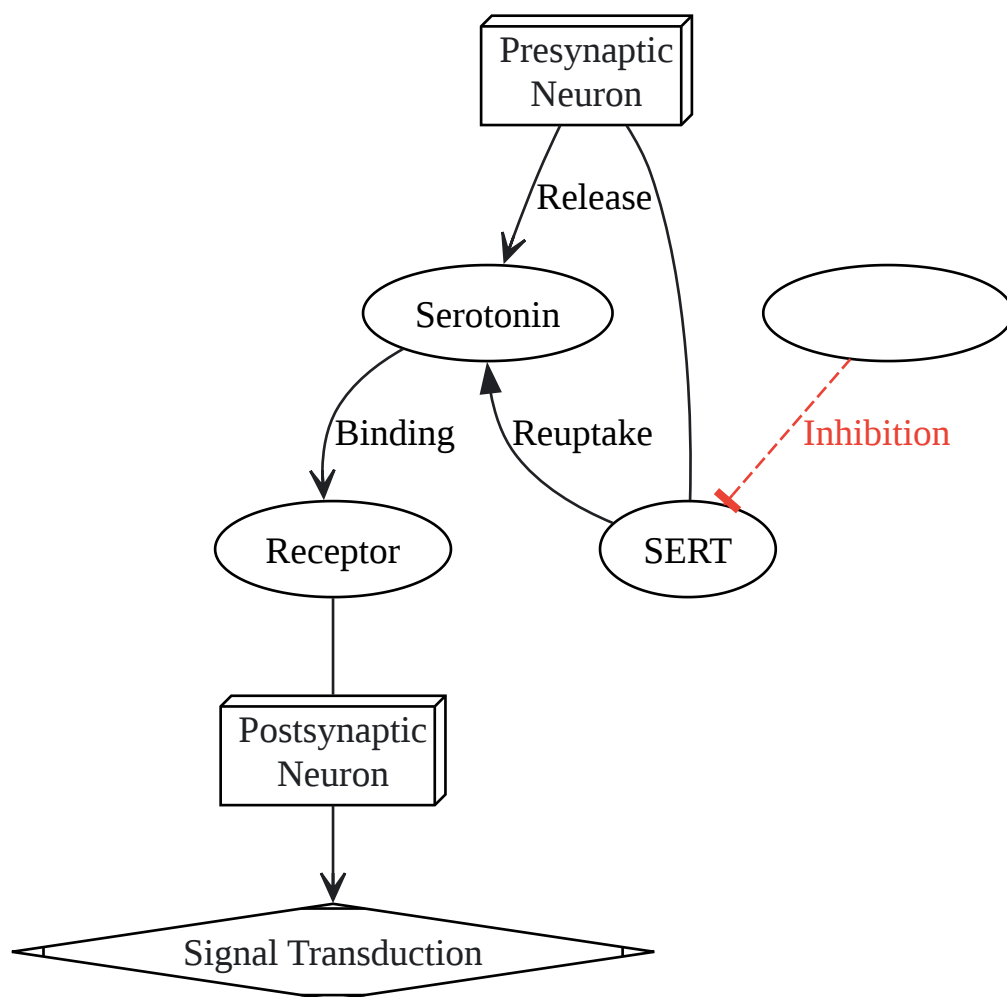 Presynaptic
Neuron
Release
Serotonin
Binding
Reuptake
Inhibition
Receptor
SERT
Postsynaptic
Neuron
Signal Transduction